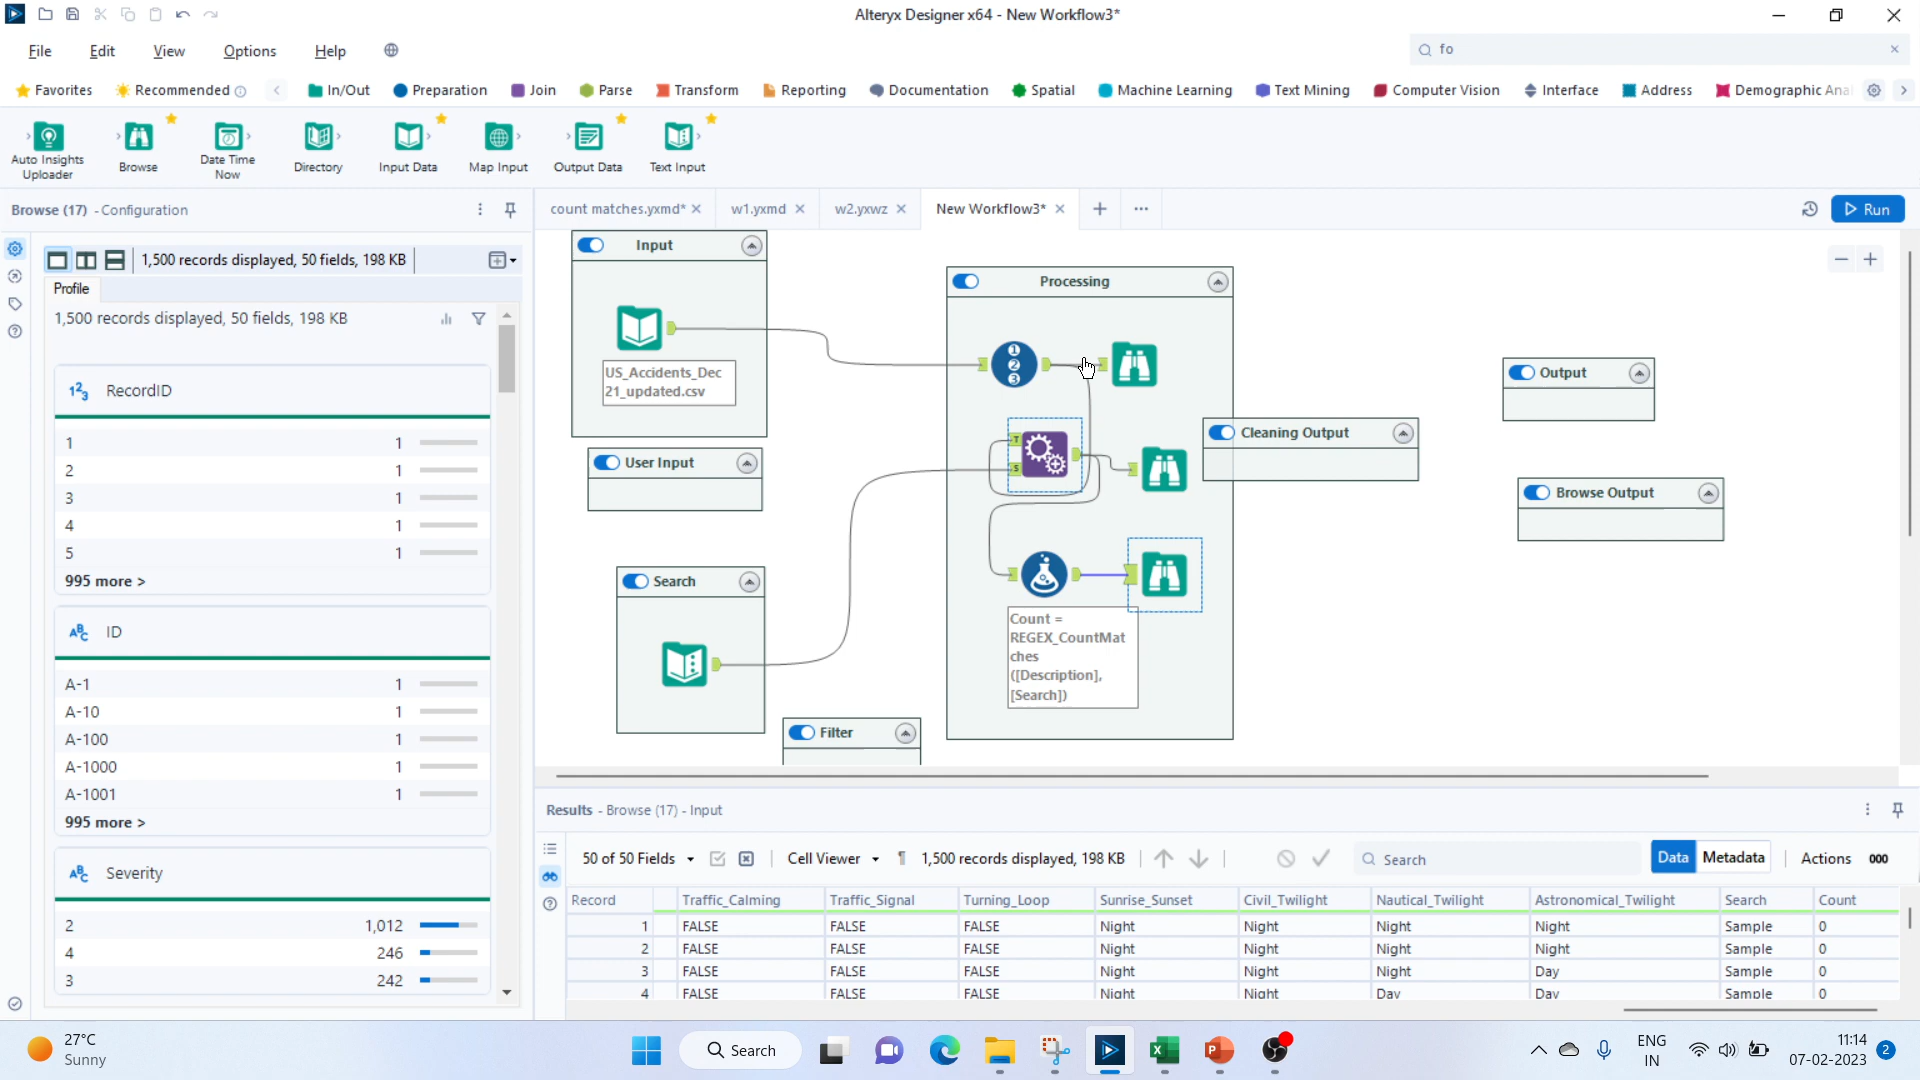 Alteryx Designer x64 - New Workflow3*
File Edit View Options Help
fo
Favorites Recommended In/Out Preparation Join Parse Transform Reporting Documentation Spatial Machine Learning Text Mining Computer Vision Interface Address Demographic Ana
Auto Insights Uploader
Browse
Date Time Now
Directory
Input Data
Map Input
Output Data
Text Input
Browse (17) - Configuration
count matches.yxmd* w1.yxmd w2.yxwz New Workflow3*
Run
1,500 records displayed, 50 fields, 198 KB
Profile
1,500 records displayed, 50 fields, 198 KB
123 RecordID
1 1
2 1
3 1
4 1
5 1
995 more >
ABC ID
A-1 1
A-10 1
A-100 1
A-1000 1
A-1001 1
995 more >
ABC Severity
2 1,012
4 246
3 242
Input
US_Accidents_Dec
21_updated.csv
User Input
Search
Filter
Processing
1
2
3
T
S
Count =
REGEX_CountMat
ches
([Description],
[Search])
Cleaning Output
Output
Browse Output
Results - Browse (17) - Input
50 of 50 Fields Cell Viewer ¶ 1,500 records displayed, 198 KB Search Data Metadata Actions 000
Record Traffic_Calming Traffic_Signal Turning_Loop Sunrise_Sunset Civil_Twilight Nautical_Twilight Astronomical_Twilight Search Count
1 FALSE FALSE FALSE Night Night Night Night Sample 0
2 FALSE FALSE FALSE Night Night Night Night Sample 0
3 FALSE FALSE FALSE Night Night Night Day Sample 0
4 FALSE FALSE FALSE Night Night Day Day Sample 0
27°C
Sunny
Search
ENG
IN
11:14
07-02-2023
2